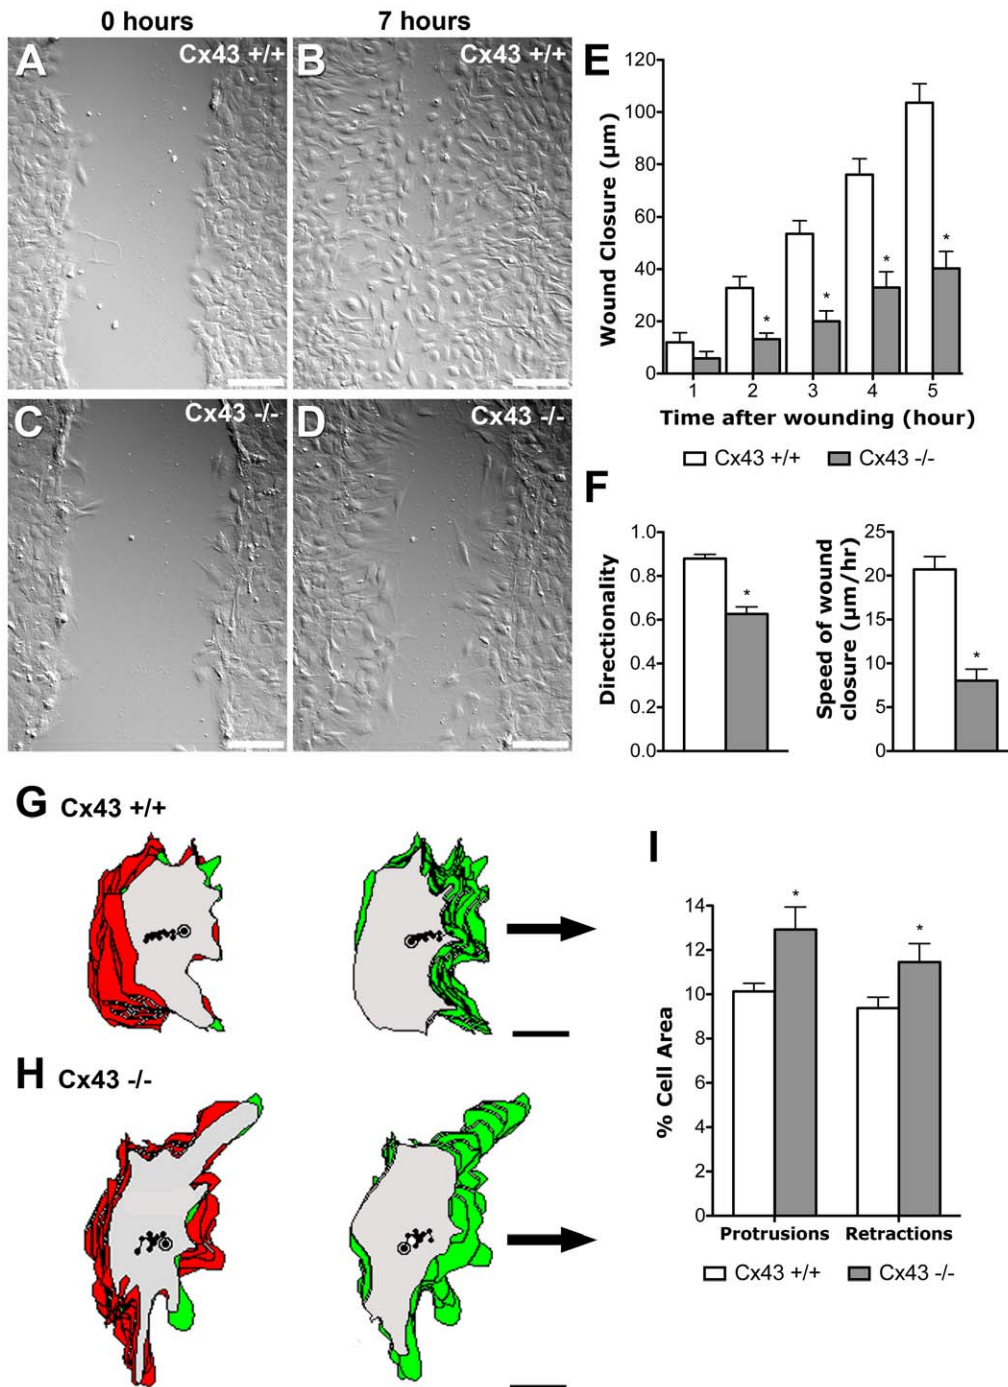 0 hours 7 hours
A Cx43 +/+ B Cx43 +/+
C Cx43 -/- D Cx43 -/-
E
120
100
80
60
40
20
0
Wound Closure (µm)
* * * *
1 2 3 4 5
Time after wounding (hour)
Cx43 +/+ Cx43 -/-
F
1.0
0.8
0.6
0.4
0.2
0.0
Directionality
*
25
20
15
10
5
0
Speed of wound
closure (µm/hr)
*
G Cx43 +/+
H Cx43 -/-
I
14
12
10
8
6
4
2
0
% Cell Area
* *
Protrusions Retractions
Cx43 +/+ Cx43 -/-